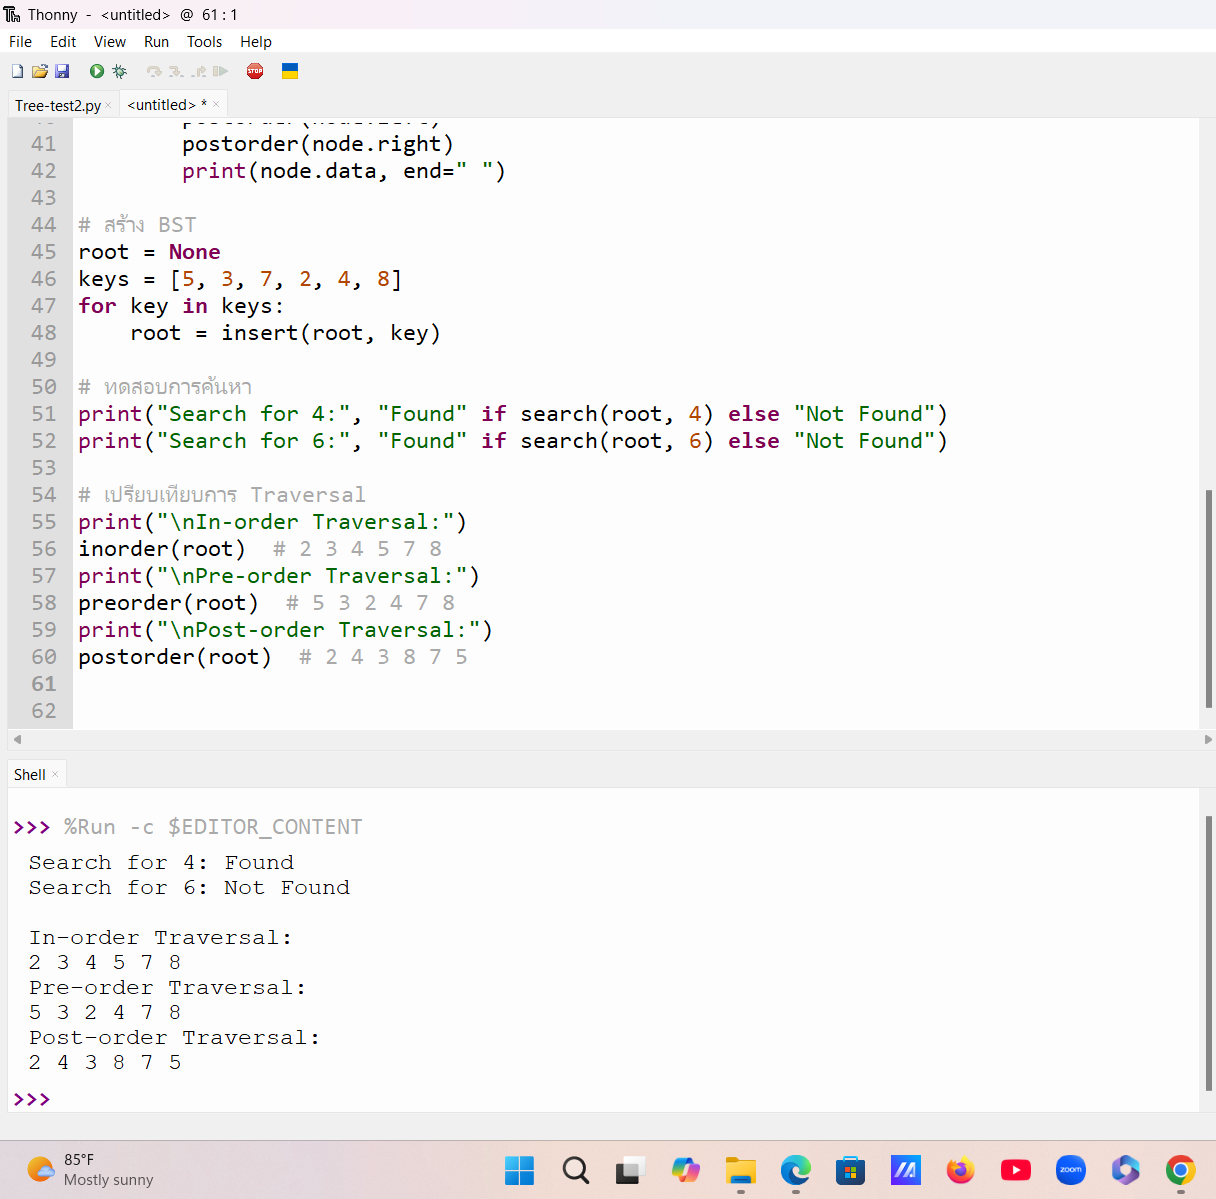 Thonny - <untitled> @ 61 : 1
File Edit View Run Tools Help
STOP
Tree-test2.py × <untitled> * ×
41         postorder(node.right)
42         print(node.data, end=" ")
43
44 # สร้าง BST
45 root = None
46 keys = [5, 3, 7, 2, 4, 8]
47 for key in keys:
48     root = insert(root, key)
49
50 # ทดสอบการค้นหา
51 print("Search for 4:", "Found" if search(root, 4) else "Not Found")
52 print("Search for 6:", "Found" if search(root, 6) else "Not Found")
53
54 # เปรียบเทียบการ Traversal
55 print("\nIn-order Traversal:")
56 inorder(root)  # 2 3 4 5 7 8
57 print("\nPre-order Traversal:")
58 preorder(root)  # 5 3 2 4 7 8
59 print("\nPost-order Traversal:")
60 postorder(root)  # 2 4 3 8 7 5
61
62
Shell ×
>>> %Run -c $EDITOR_CONTENT
Search for 4: Found
Search for 6: Not Found
In-order Traversal:
2 3 4 5 7 8
Pre-order Traversal:
5 3 2 4 7 8
Post-order Traversal:
2 4 3 8 7 5
>>>
85°F
Mostly sunny
zoom